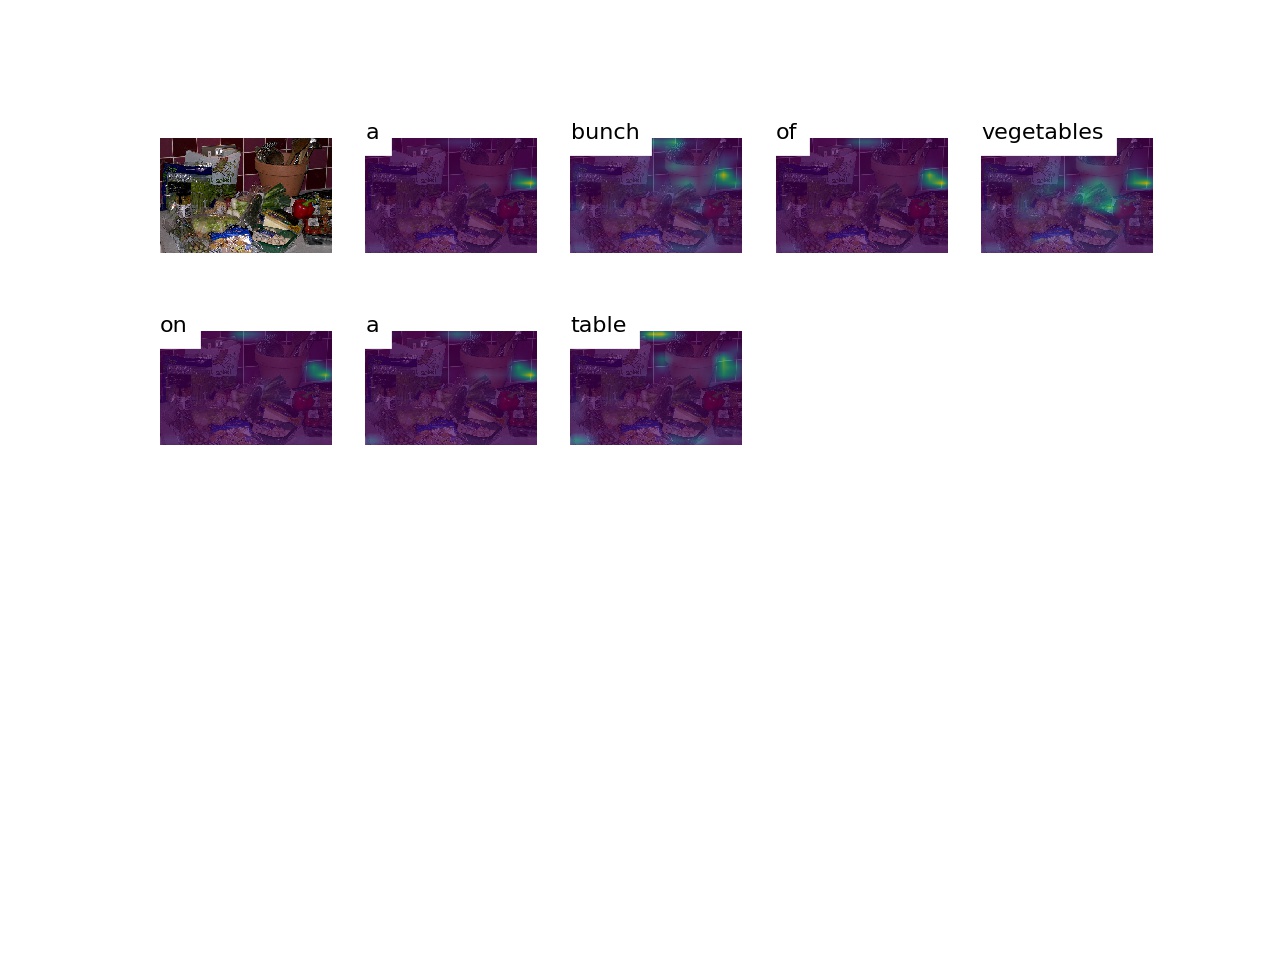 a
bunch
of
vegetables
on
a
table